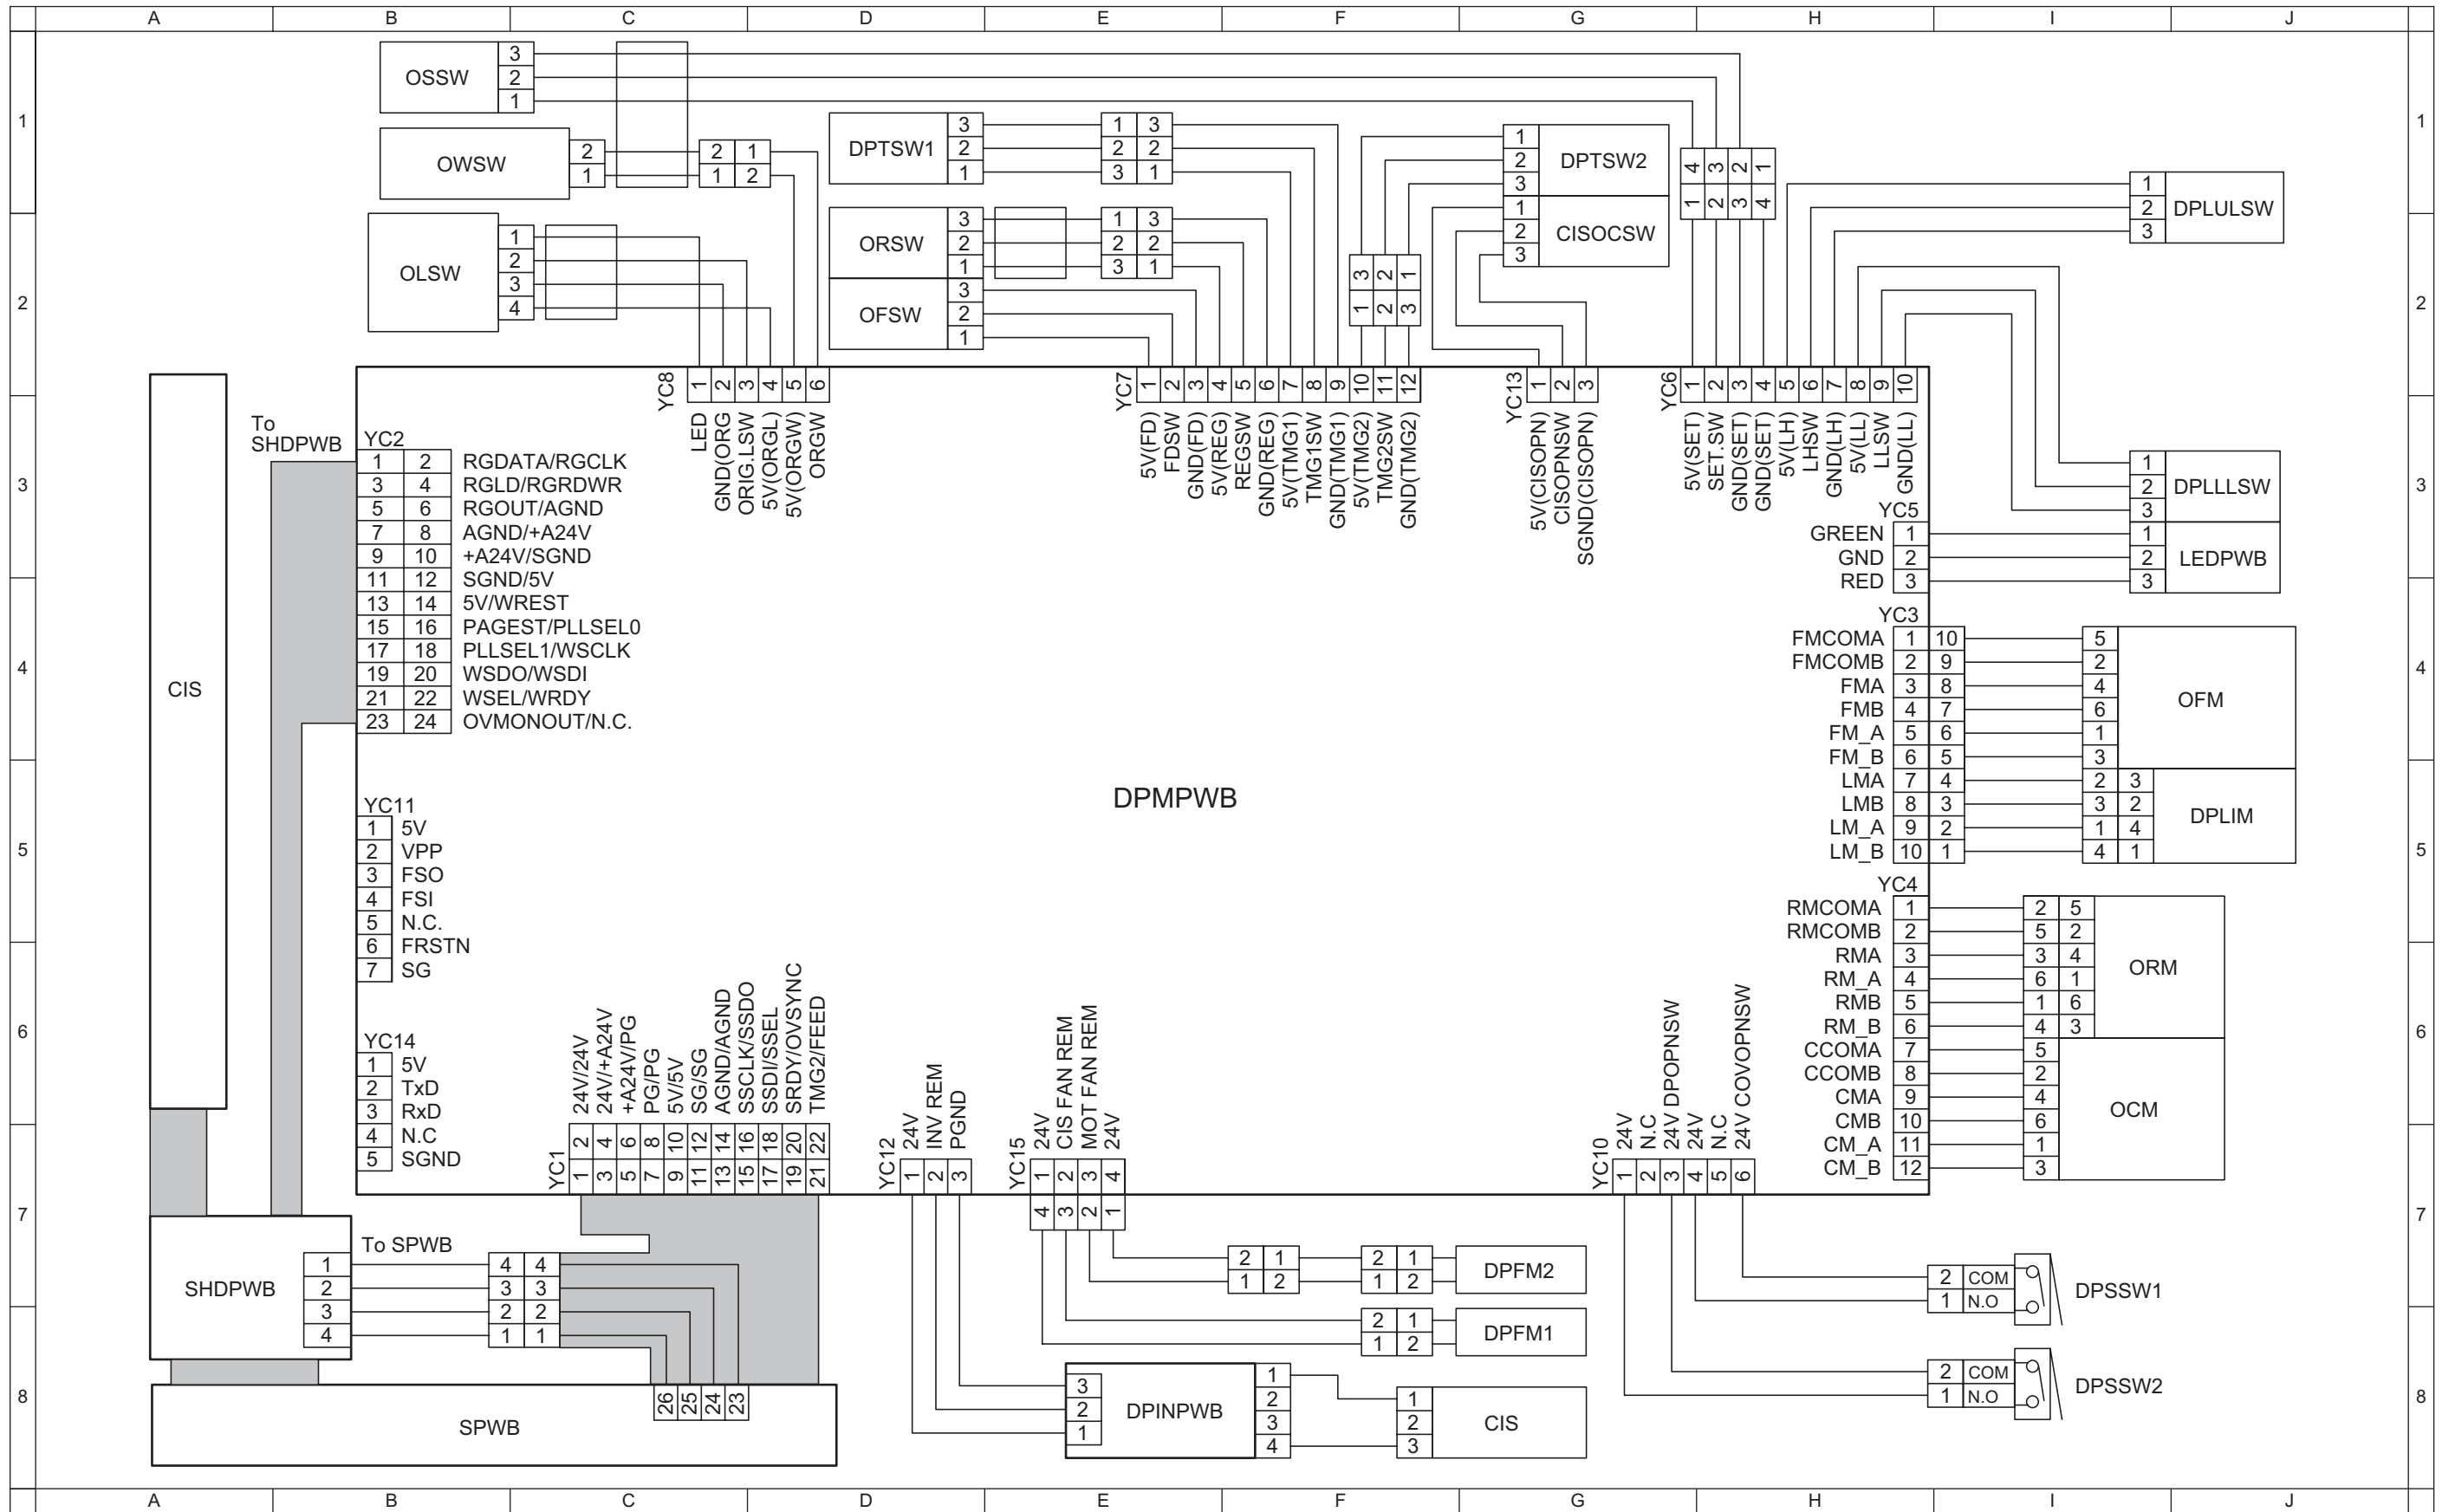 A B C D E F G H I J
1 2 3 4 5 6 7 8
OSSW
3
2
1
OWSW
2 2 1
1 1 2
OLSW
1
2
3
4
DPTSW1
3 1 3
2 2 2
1 3 1
ORSW
3 1 3
2 2 2
1 3 1
OFSW
3
2
1
3 2 1
1 2 3
1
2 DPTSW2
3
1
2 CISOCSW
3
4 3 2 1
1 2 3 4
1
2 DPLULSW
3
YC8
1 LED
2 GND(ORG
3 ORIG.LSW
4 5V(ORGL)
5 5V(ORGW)
6 ORGW
YC7
1 5V(FD)
2 FDSW
3 GND(FD)
4 5V(REG)
5 REGSW
6 GND(REG)
7 5V(TMG1)
8 TMG1SW
9 GND(TMG1)
10 5V(TMG2)
11 TMG2SW
12 GND(TMG2)
YC13
1 5V(CISOPN)
2 CISOPNSW
3 SGND(CISOPN)
YC6
1 5V(SET)
2 SET.SW
3 GND(SET)
4 GND(SET)
5 5V(LH)
6 LHSW
7 GND(LH)
8 5V(LL)
9 LLSW
10 GND(LL)
1
2 DPLLLSW
3
CIS
To
SHDPWB
YC2
1 2 RGDATA/RGCLK
3 4 RGLD/RGRDWR
5 6 RGOUT/AGND
7 8 AGND/+A24V
9 10 +A24V/SGND
11 12 SGND/5V
13 14 5V/WREST
15 16 PAGEST/PLLSEL0
17 18 PLLSEL1/WSCLK
19 20 WSDO/WSDI
21 22 WSEL/WRDY
23 24 OVMONOUT/N.C.
YC5
GREEN 1 1
GND 2 2 LEDPWB
RED 3 3
YC3
FMCOMA 1 10 5
FMCOMB 2 9 2
FMA 3 8 4
FMB 4 7 6
FM_A 5 6 1
FM_B 6 5 3
OFM
LMA 7 4 2 3
LMB 8 3 3 2
LM_A 9 2 1 4
LM_B 10 1 4 1
DPLIM
DPMPWB
YC11
1 5V
2 VPP
3 FSO
4 FSI
5 N.C.
6 FRSTN
7 SG
YC4
RMCOMA 1 2 5
RMCOMB 2 5 2
RMA 3 3 4
RM_A 4 6 1
RMB 5 1 6
RM_B 6 4 3
ORM
CCOMA 7 5
CCOMB 8 2
CMA 9 4
CMB 10 6
CM_A 11 1
CM_B 12 3
OCM
YC14
1 5V
2 TxD
3 RxD
4 N.C
5 SGND
YC1
1 2 24V/24V
3 4 24V/+A24V
5 6 +A24V/PG
7 8 PG/PG
9 10 5V/5V
11 12 SG/SG
13 14 AGND/AGND
15 16 SSCLK/SSDO
17 18 SSDI/SSEL
19 20 SRDY/OVSYNC
21 22 TMG2/FEED
YC12
1 24V
2 INV REM
3 PGND
YC15
1 24V
2 CIS FAN REM
3 MOT FAN REM
4 24V
4 3 2 1
YC10
1 24V
2 N.C
3 24V DPOPNSW
4 24V
5 N.C
6 24V COVOPNSW
To SPWB
SHDPWB
1 4 4
2 3 3
3 2 2
4 1 1
26 25 24 23
SPWB
2 1 2 1
1 2 1 2
DPFM2
2 1
1 2
DPFM1
3
2
1
DPINPWB
1
2
3
4
1
2
3
CIS
2 COM
1 N.O
DPSSW1
2 COM
1 N.O
DPSSW2
1 2 3 4 5 6 7 8
A B C D E F G H I J